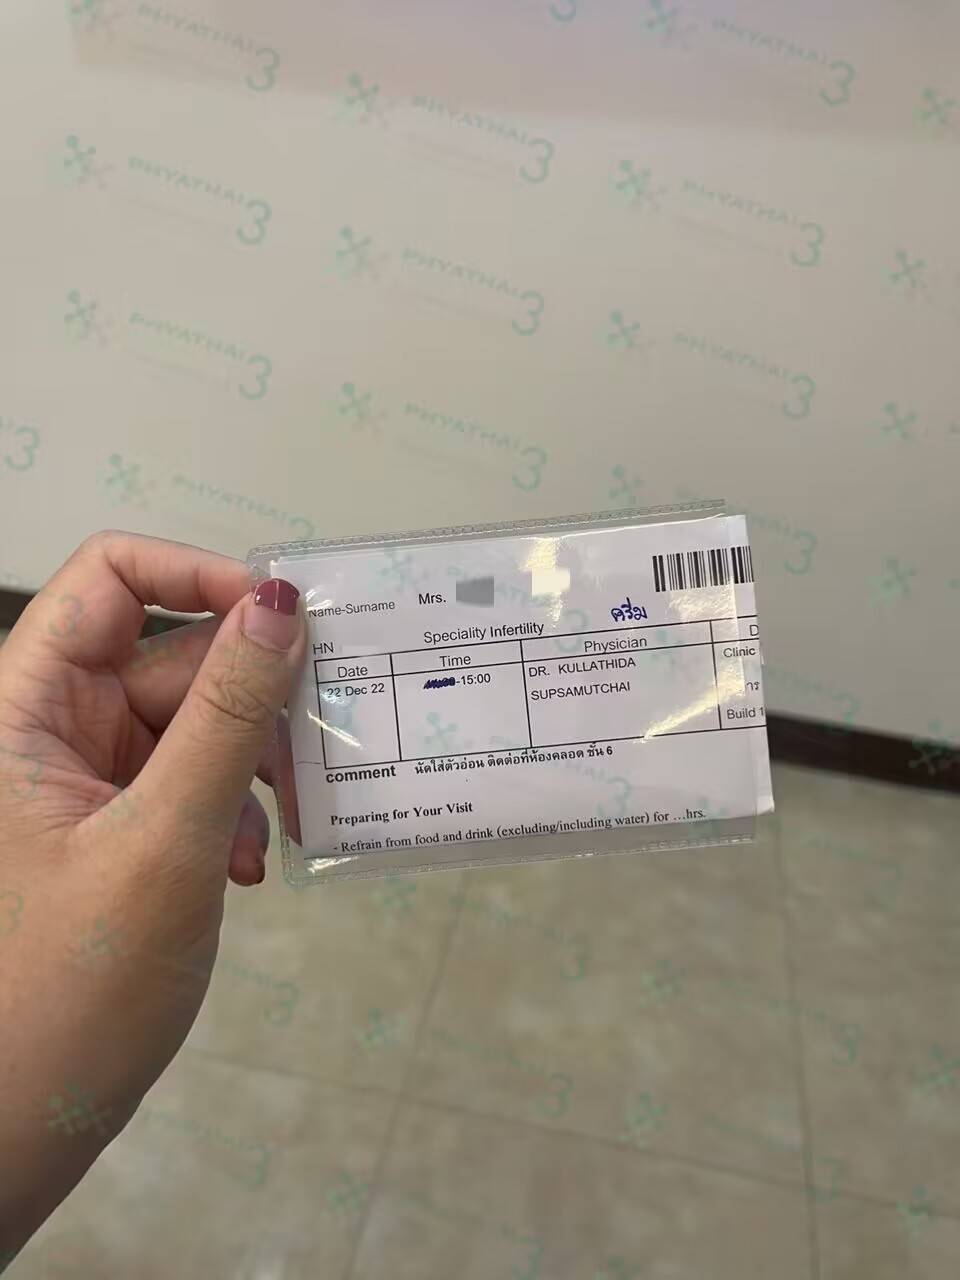 PHYATHAI 3
Name-Surname Mrs.
ครีม
HN Speciality Infertility
Date Time Physician D
22 Dec 22 -15:00 DR. KULLATHIDA Clinic
SUPSAMUTCHAI
Build 1
comment นัดใส่ตัวอ่อน ติดต่อที่ห้องคลอด ชั้น 6
Preparing for Your Visit
- Refrain from food and drink (excluding/including water) for ...hrs.